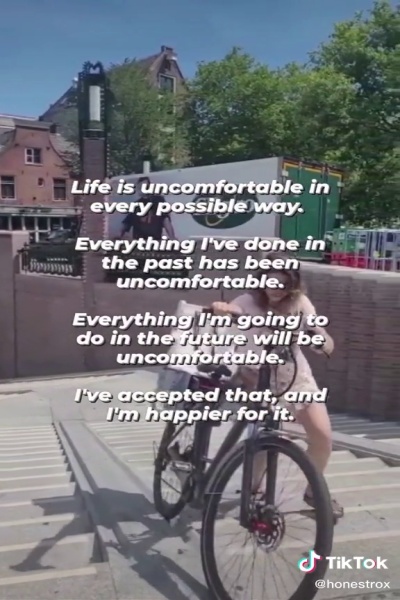 Life is uncomfortable in
every possible way.
Everything I've done in
the past has been
uncomfortable.
Everything I'm going to
do in the future will be
uncomfortable.
I've accepted that, and
I'm happier for it.
TikTok
@honestrox